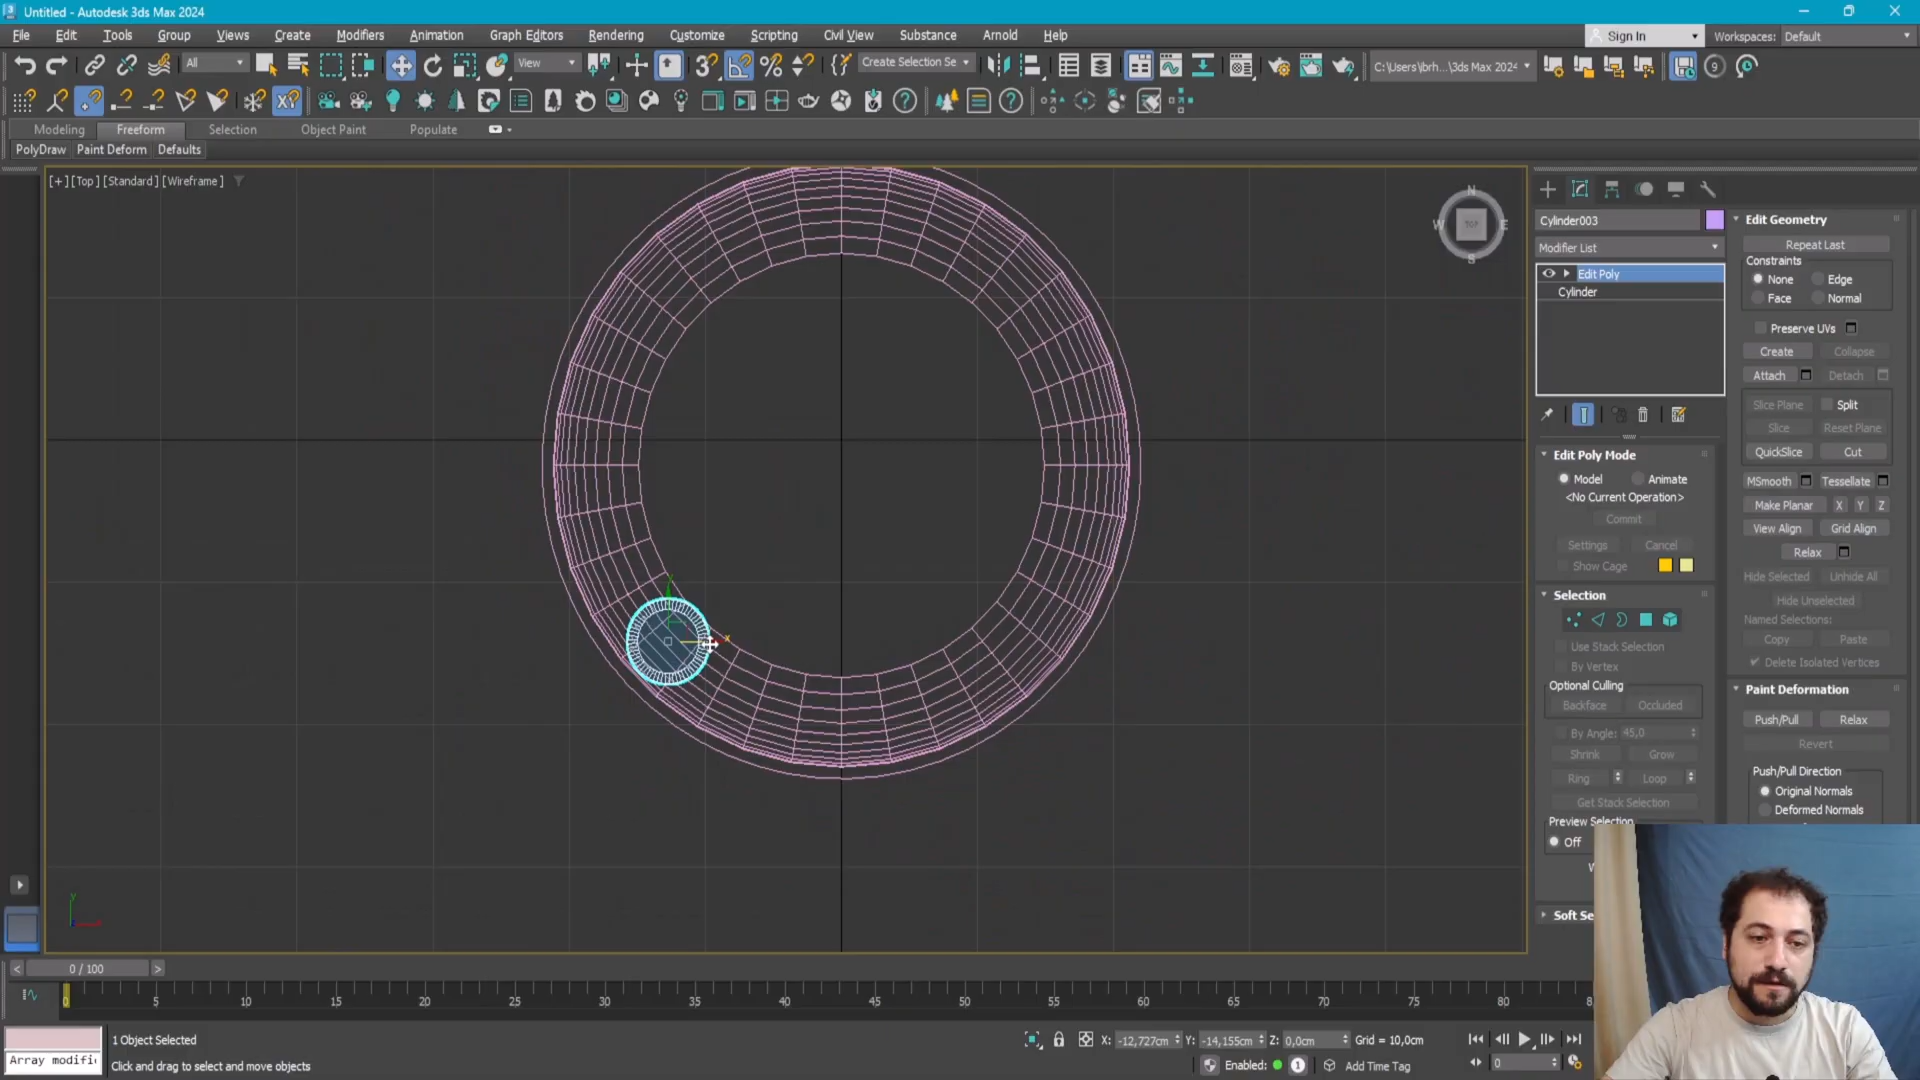 Untitled - Autodesk 3ds Max 2024
File Edit Tools Group Views Create Modifiers Animation Graph Editors Rendering Customize Scripting Civil View Substance Arnold Help
Sign In Workspaces: Default
All View Create Selection Se C:\Users\brh...\3ds Max 2024 9
Modeling Freeform Selection Object Paint Populate
PolyDraw Paint Deform Defaults
[+] [Top] [Standard] [Wireframe]
N
W TOP E
S
y
x
y
Cylinder003
Modifier List
Edit Poly
Cylinder
Edit Poly Mode
Model Animate
<No Current Operation>
Commit
Settings Cancel
Show Cage
Selection
Use Stack Selection
By Vertex
Optional Culling
Backface Occluded
By Angle: 45,0
Shrink Grow
Ring Loop
Get Stack Selection
Preview Selection
Off
Edit Geometry
Repeat Last
Constraints
None Edge
Face Normal
Preserve UVs
Create Collapse
Attach Detach
Slice Plane Split
Slice Reset Plane
QuickSlice Cut
MSmooth Tessellate
Make Planar X Y Z
View Align Grid Align
Relax
Hide Selected Unhide All
Hide Unselected
Named Selections:
Copy Paste
Delete Isolated Vertices
Paint Deformation
Push/Pull Relax
Revert
Push/Pull Direction
Original Normals
Deformed Normals
Soft Se
< 0 / 100 >
0 5 10 15 20 25 30 35 40 45 50 55 60 65 70 75 80
1 Object Selected X: -12,727cm Y: -14,155cm Z: 0,0cm Grid = 10,0cm
Array modifi Click and drag to select and move objects Enabled: 1 Add Time Tag 0